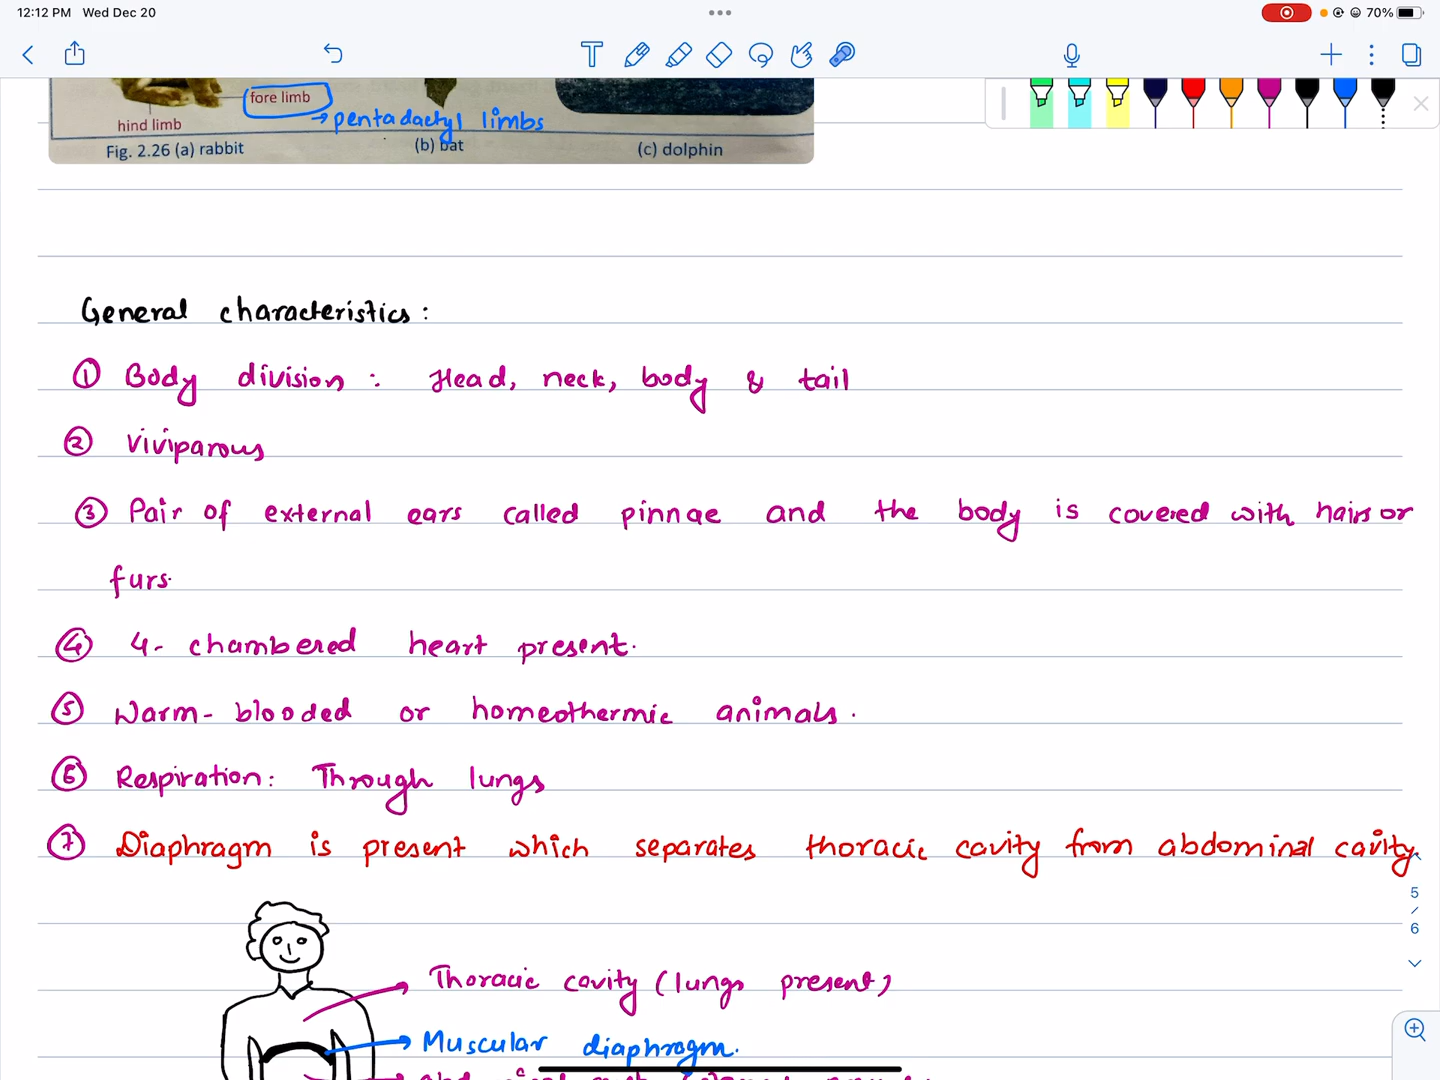 12:12 PM Wed Dec 20
70%
fore limb
→ pentadactyl limbs
hind limb
Fig. 2.26 (a) rabbit
(b) bat
(c) dolphin
General characteristics :
① Body division : Head, neck, body & tail
② Viviparous
③ Pair of external ears called pinnae and the body is covered with hairs or
furs.
④ 4- chambered heart present.
⑤ Warm-blooded or homeothermic animals.
⑥ Respiration: Through lungs
⑦ Diaphragm is present which separates thoracic cavity from abdominal cavity.
5
/
6
Thoracic cavity (lungs present)
Muscular diaphragm.